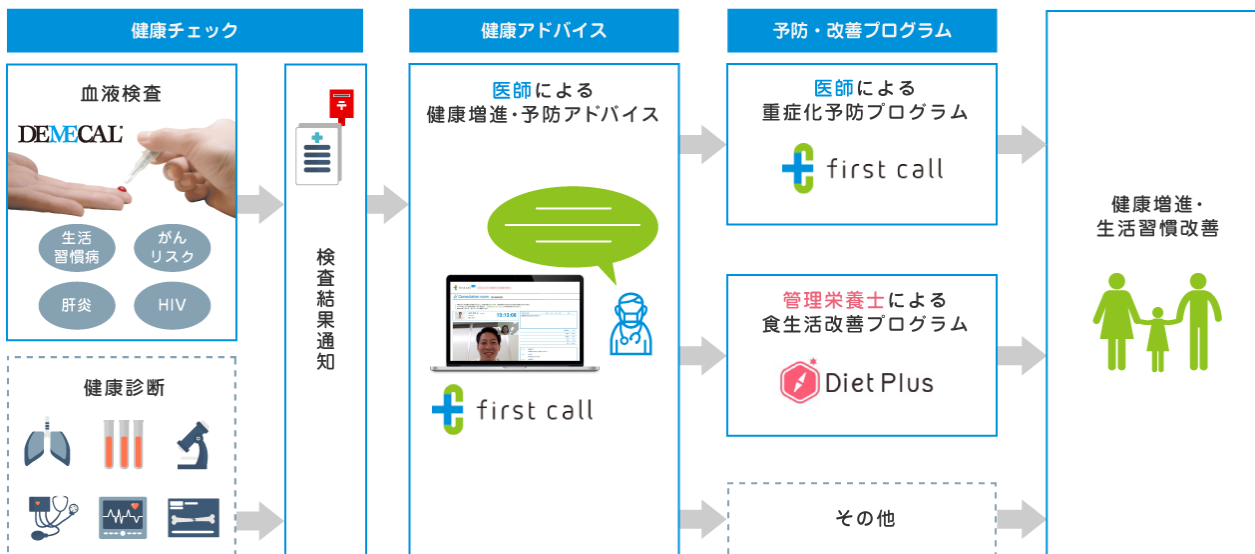 健康チェック
健康アドバイス
予防・改善プログラム
血液検査
DEMECAL
生活
習慣病
がん
リスク
肝炎
HIV
健康診断
検査結果通知
医師による
健康増進・予防アドバイス
first call
医師による
重症化予防プログラム
first call
管理栄養士による
食生活改善プログラム
Diet Plus
その他
健康増進・
生活習慣改善